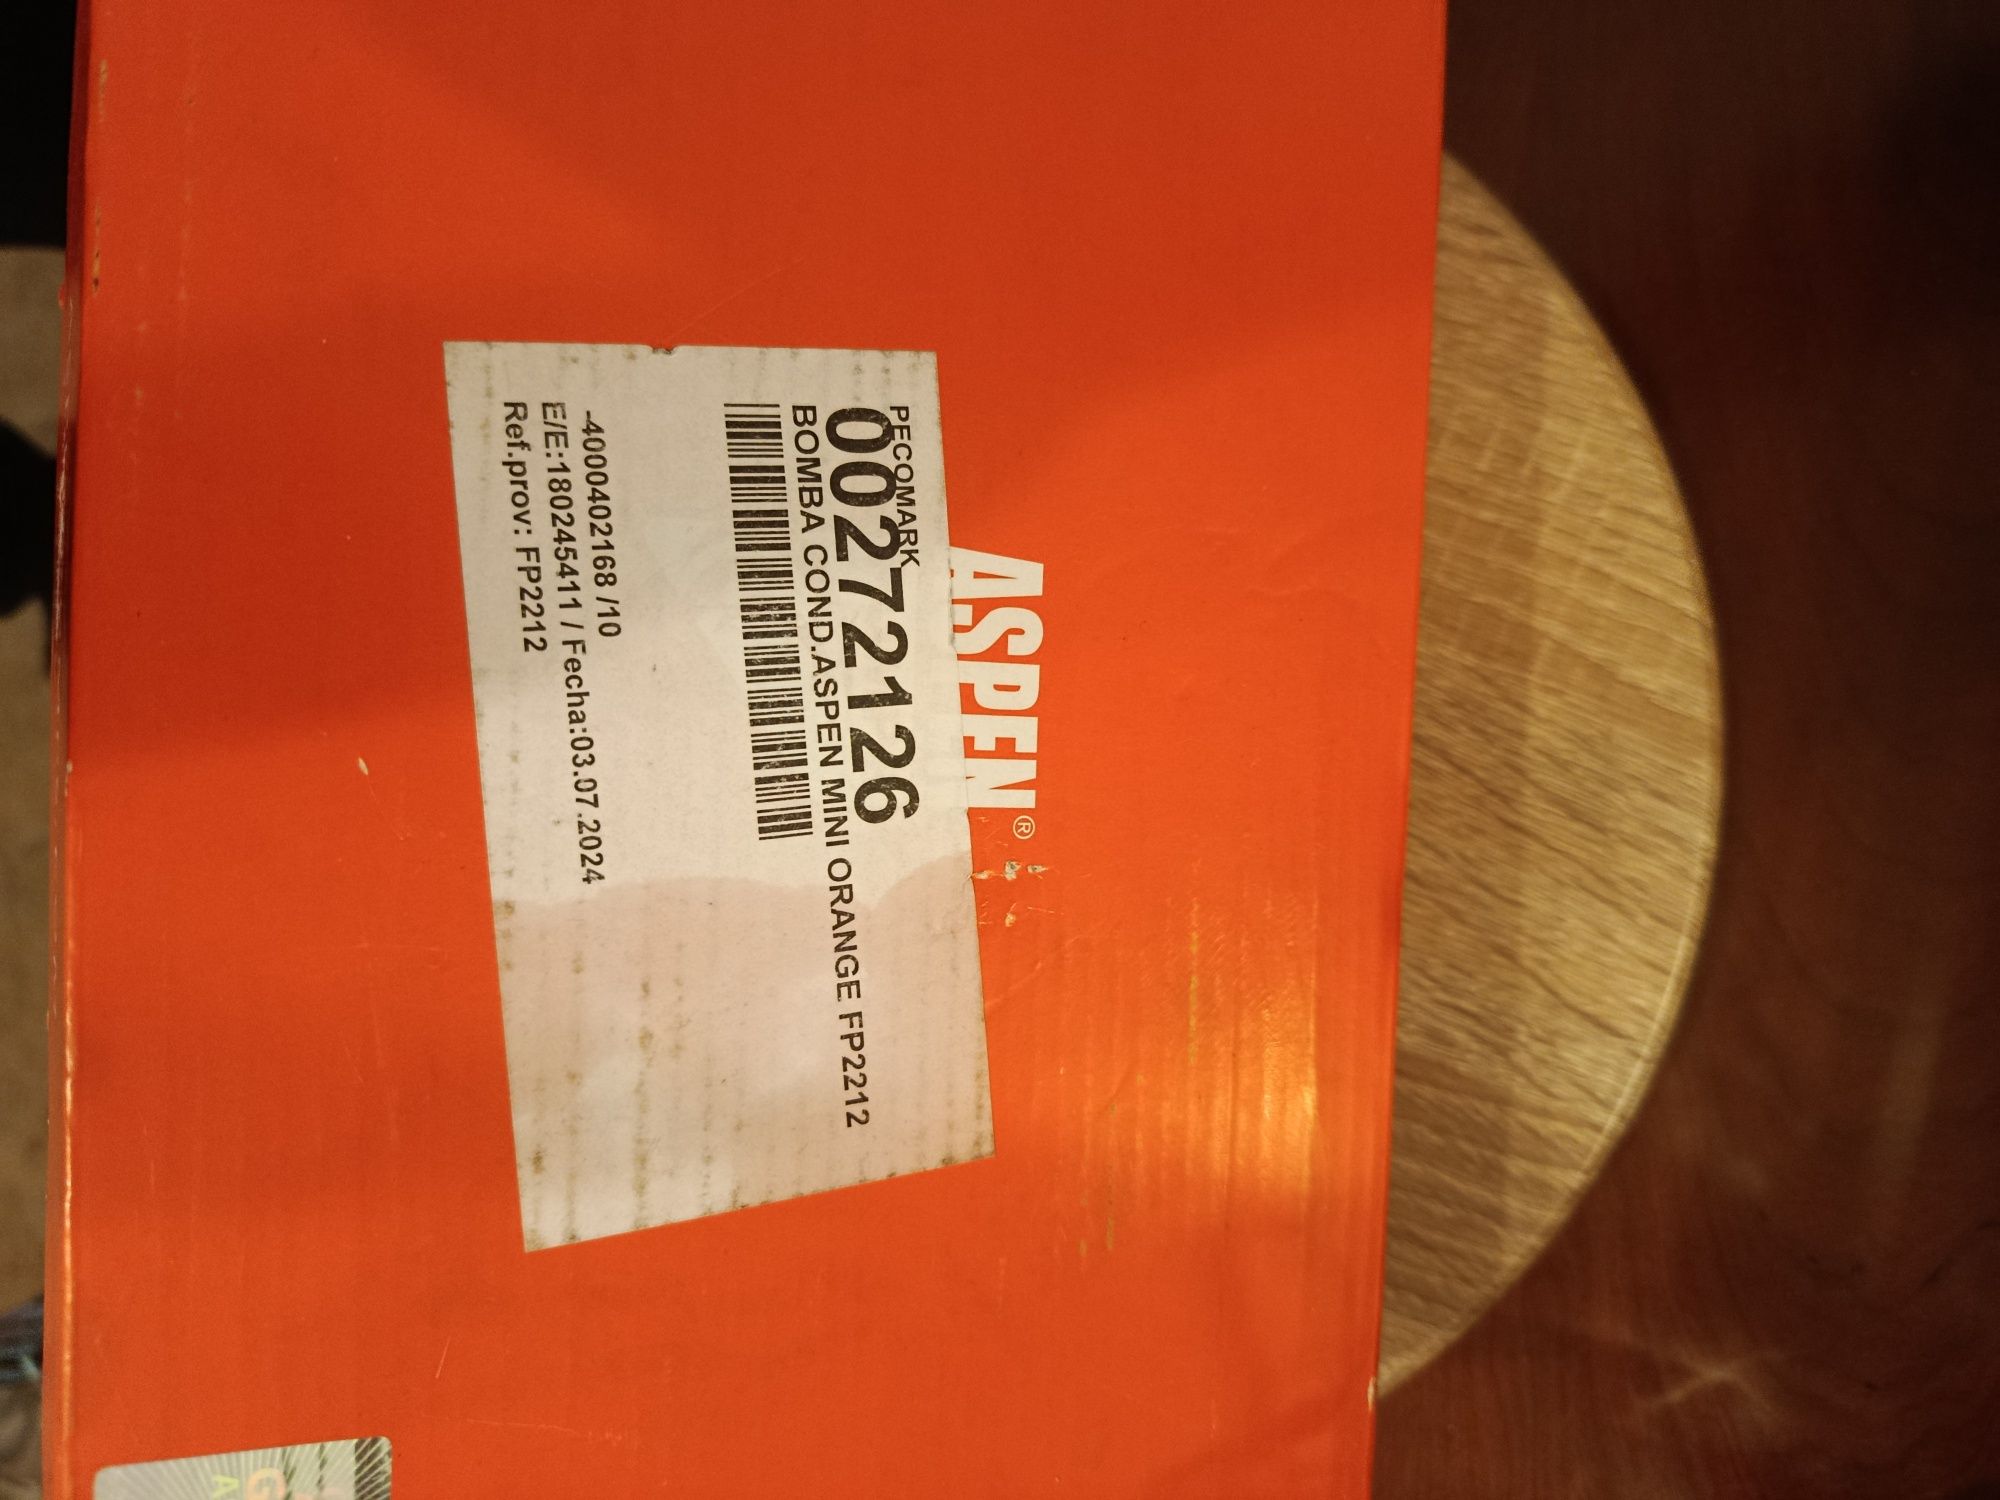 ASPEN®
PECOMARK
00272126
BOMBA COND.ASPEN MINI ORANGE FP2212
-4000402168 /10
E/E:180245411 / Fecha:03.07.2024
Ref.prov: FP2212